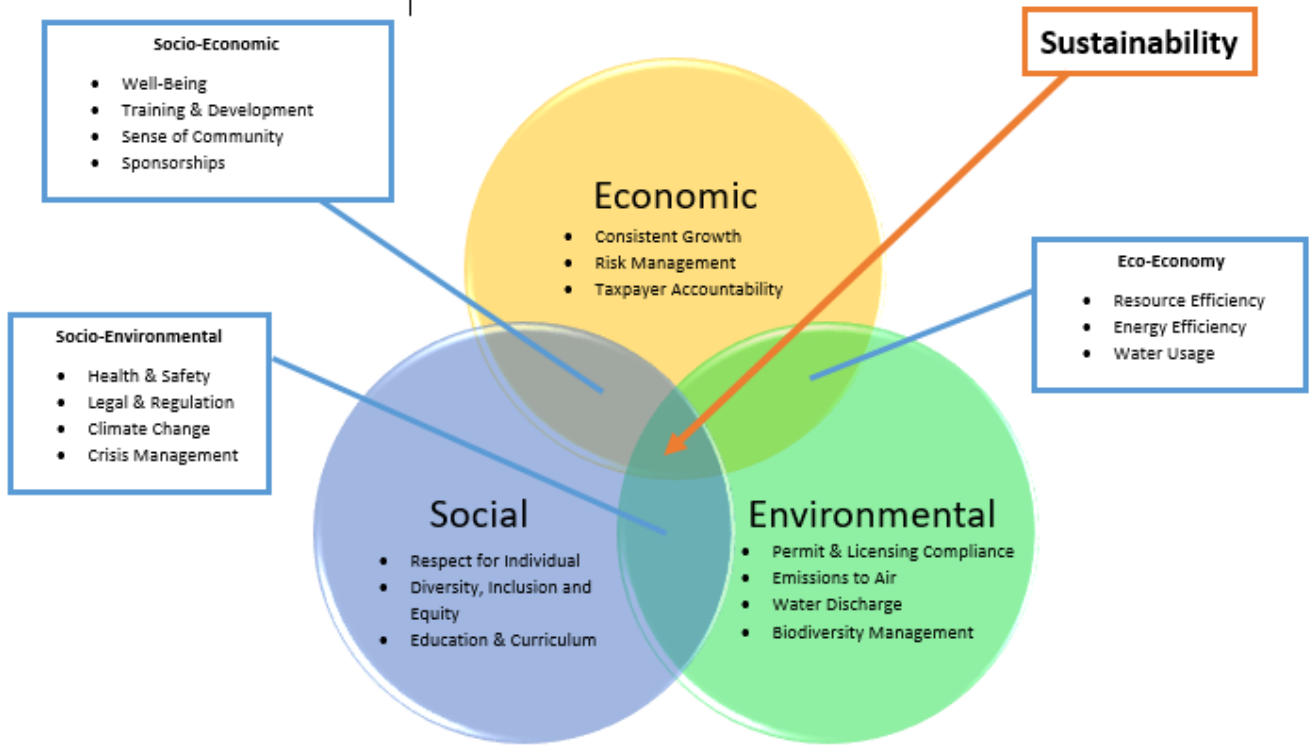 Sustainability
Socio-Economic
• Well-Being
• Training & Development
• Sense of Community
• Sponsorships
Economic
• Consistent Growth
• Risk Management
• Taxpayer Accountability
Eco-Economy
• Resource Efficiency
• Energy Efficiency
• Water Usage
Socio-Environmental
• Health & Safety
• Legal & Regulation
• Climate Change
• Crisis Management
Social
• Respect for Individual
• Diversity, Inclusion and
Equity
• Education & Curriculum
Environmental
• Permit & Licensing Compliance
• Emissions to Air
• Water Discharge
• Biodiversity Management